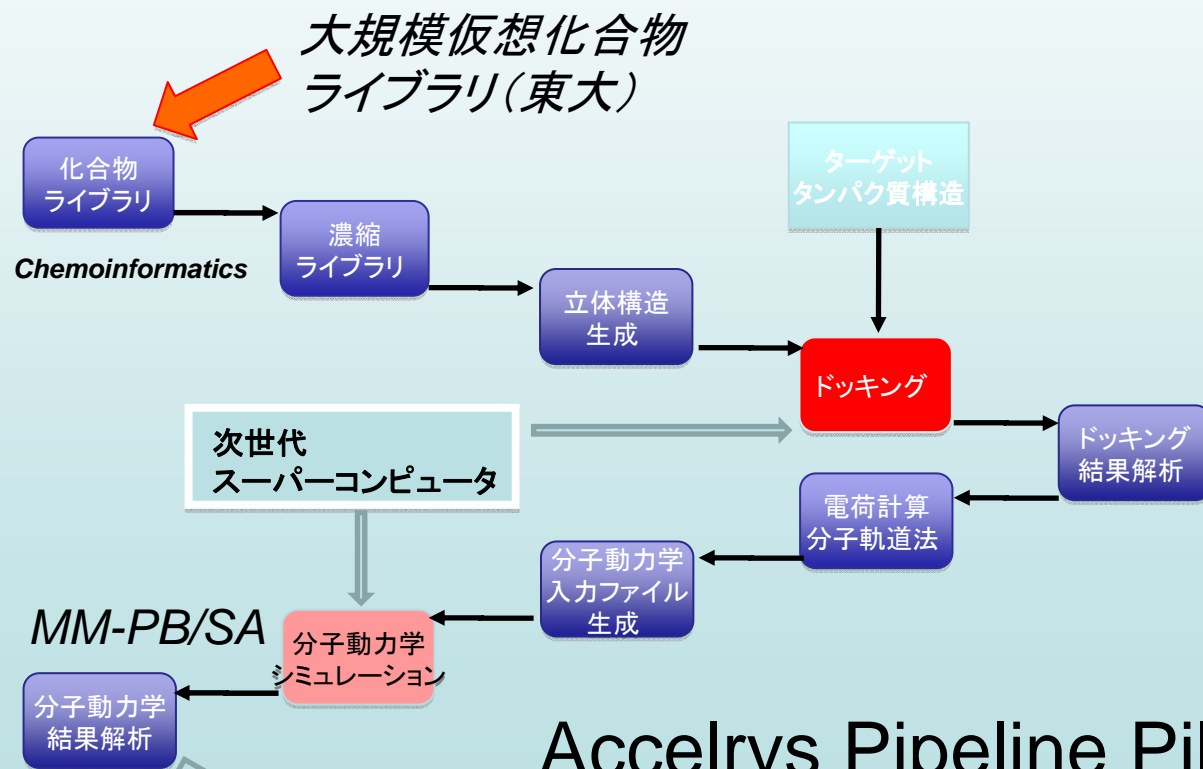 大規模仮想化合物
ライブラリ（東大）
化合物
ライブラリ
ターゲット
タンパク質構造
Chemoinformatics
濃縮
ライブラリ
立体構造
生成
ドッキング
次世代
スーパーコンピュータ
ドッキング
結果解析
電荷計算
分子軌道法
分子動力学
入力ファイル
生成
MM-PB/SA
分子動力学
シミュレーション
分子動力学
結果解析
Accelrys Pipeline